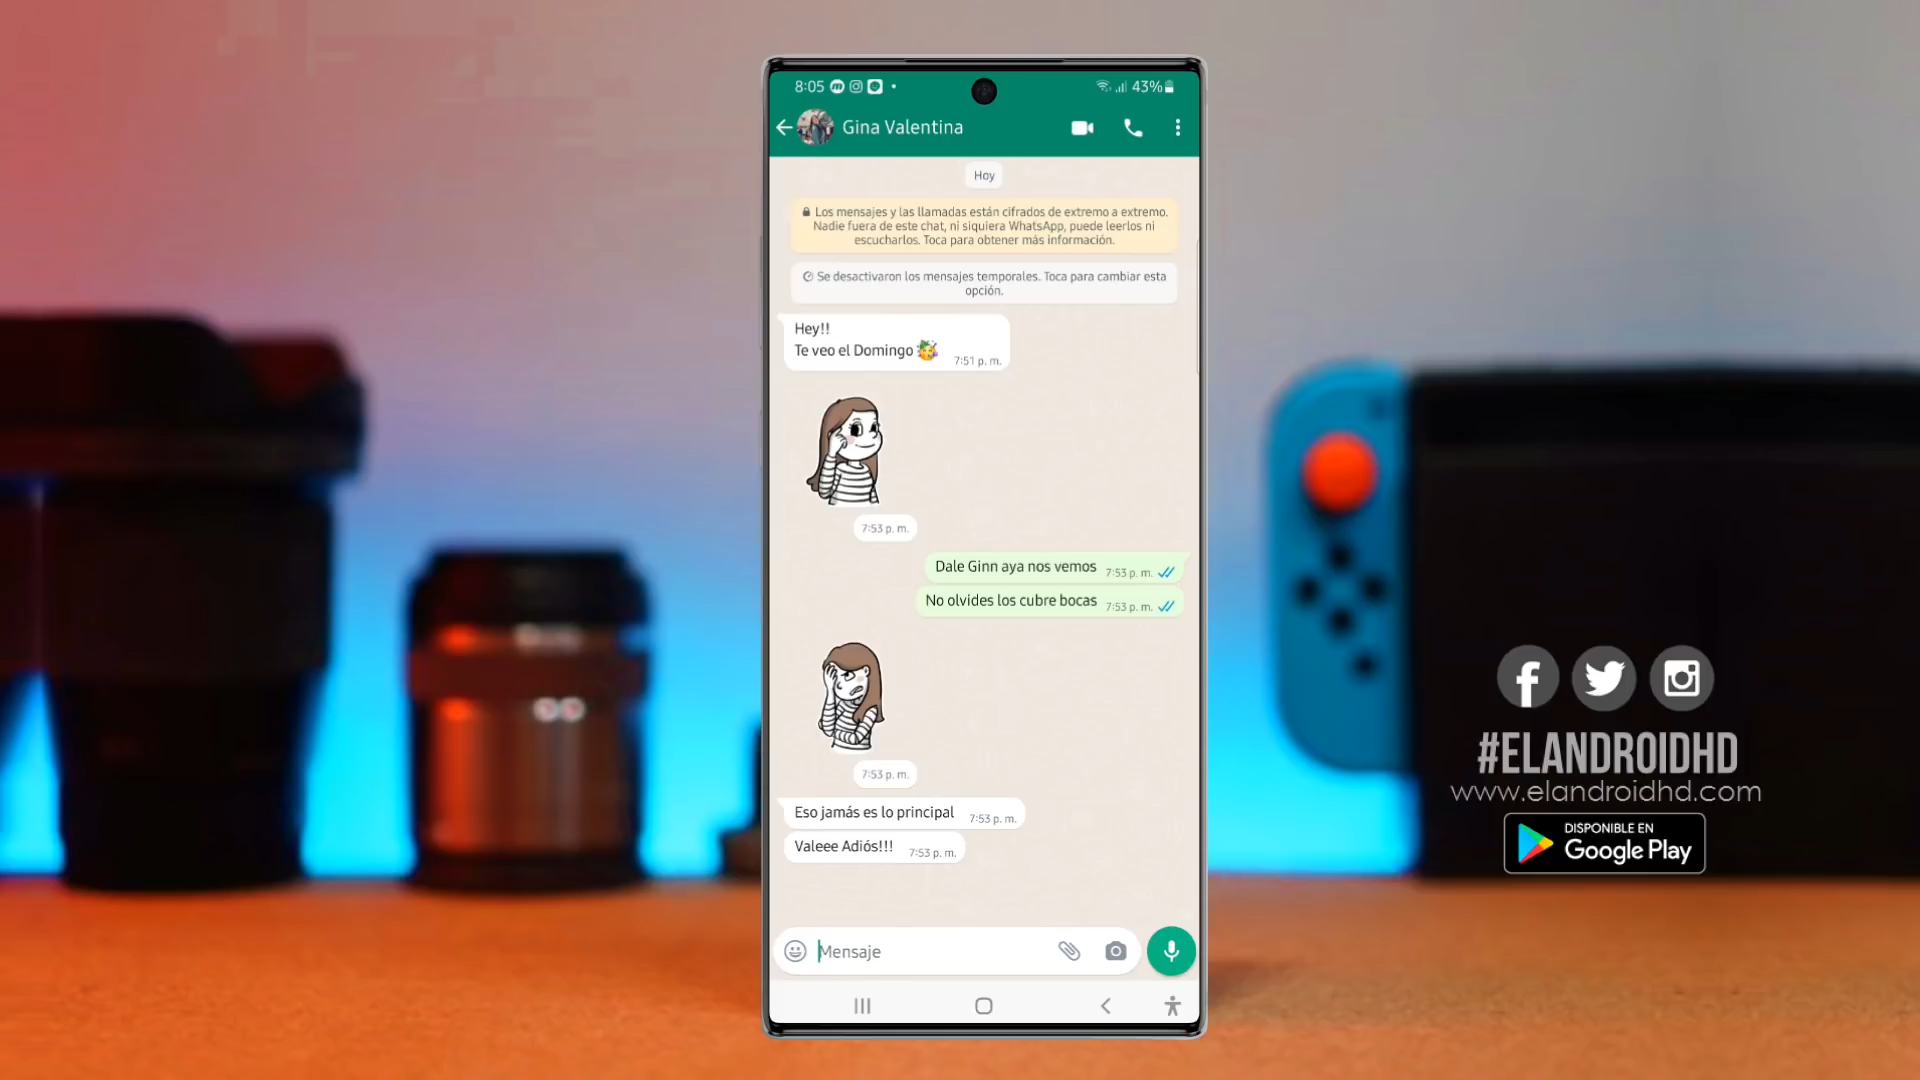 8:05
43%
Gina Valentina
Hoy
Los mensajes y las llamadas están cifrados de extremo a extremo.
Nadie fuera de este chat, ni siquiera WhatsApp, puede leerlos ni
escucharlos. Toca para obtener más información.
Se desactivaron los mensajes temporales. Toca para cambiar esta
opción.
Hey!!
Te veo el Domingo
7:51 p. m.
7:53 p. m.
Dale Ginn aya nos vemos 7:53 p. m.
No olvides los cubre bocas 7:53 p. m.
7:53 p. m.
Eso jamás es lo principal 7:53 p. m.
Valeee Adiós!!! 7:53 p. m.
Mensaje
#ELANDROIDHD
www.elandroidhd.com
DISPONIBLE EN
Google Play